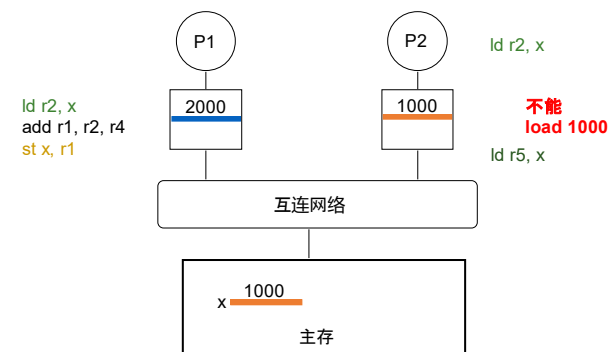 P1
P2
ld r2, x
ld r2, x
add r1, r2, r4
st x, r1
2000
1000
不能
load 1000
ld r5, x
互连网络
x
1000
主存